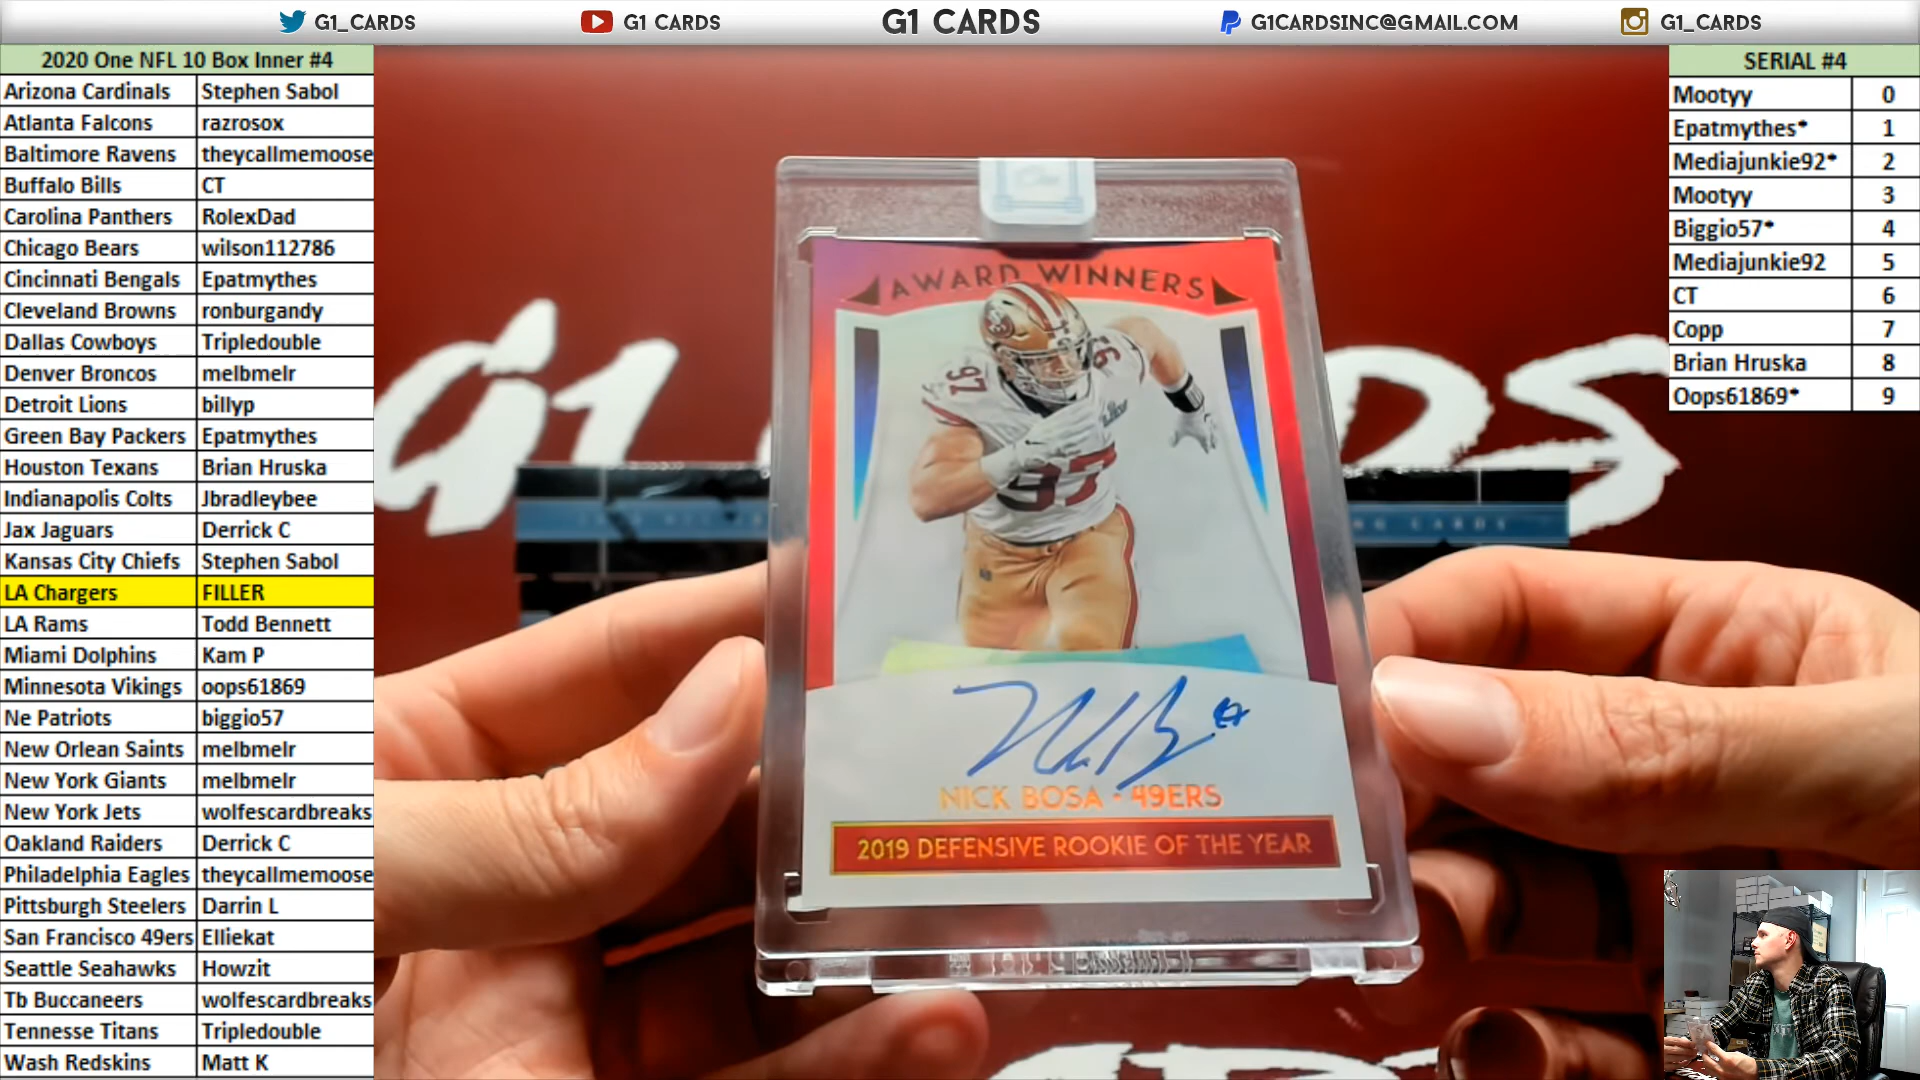 G1_CARDS
G1 CARDS
G1 CARDS
G1CARDSINC@GMAIL.COM
G1_CARDS
2020 One NFL 10 Box Inner #4
Arizona Cardinals Stephen Sabol
Atlanta Falcons razrosox
Baltimore Ravens theycallmemoose
Buffalo Bills CT
Carolina Panthers RolexDad
Chicago Bears wilson112786
Cincinnati Bengals Epatmythes
Cleveland Browns ronburgandy
Dallas Cowboys Tripledouble
Denver Broncos melbmelr
Detroit Lions billyp
Green Bay Packers Epatmythes
Houston Texans Brian Hruska
Indianapolis Colts Jbradleybee
Jax Jaguars Derrick C
Kansas City Chiefs Stephen Sabol
LA Chargers FILLER
LA Rams Todd Bennett
Miami Dolphins Kam P
Minnesota Vikings oops61869
Ne Patriots biggio57
New Orlean Saints melbmelr
New York Giants melbmelr
New York Jets wolfescardbreaks
Oakland Raiders Derrick C
Philadelphia Eagles theycallmemoose
Pittsburgh Steelers Darrin L
San Francisco 49ers Elliekat
Seattle Seahawks Howzit
Tb Buccaneers wolfescardbreaks
Tennesse Titans Tripledouble
Wash Redskins Matt K
One
AWARD WINNERS
97
97
97
NICK BOSA - 49ERS
2019 DEFENSIVE ROOKIE OF THE YEAR
G1
CARDS
SERIAL #4
Mootyy 0
Epatmythes* 1
Mediajunkie92* 2
Mootyy 3
Biggio57* 4
Mediajunkie92 5
CT 6
Copp 7
Brian Hruska 8
Oops61869* 9